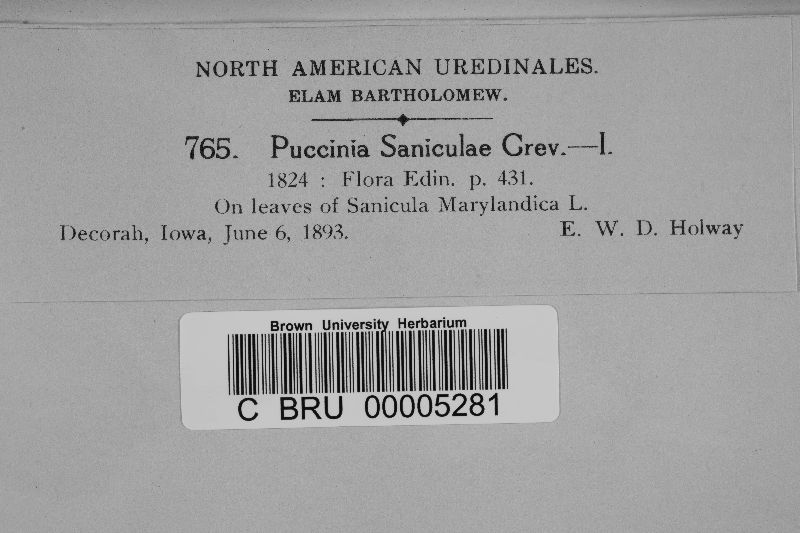 NORTH AMERICAN UREDINALES.
ELAM BARTHOLOMEW.
765. Puccinia Saniculae Grev.—I.
1824 : Flora Edin. p. 431.
On leaves of Sanicula Marylandica L.
Decorah, Iowa, June 6, 1893. E. W. D. Holway
Brown University Herbarium
C BRU 00005281